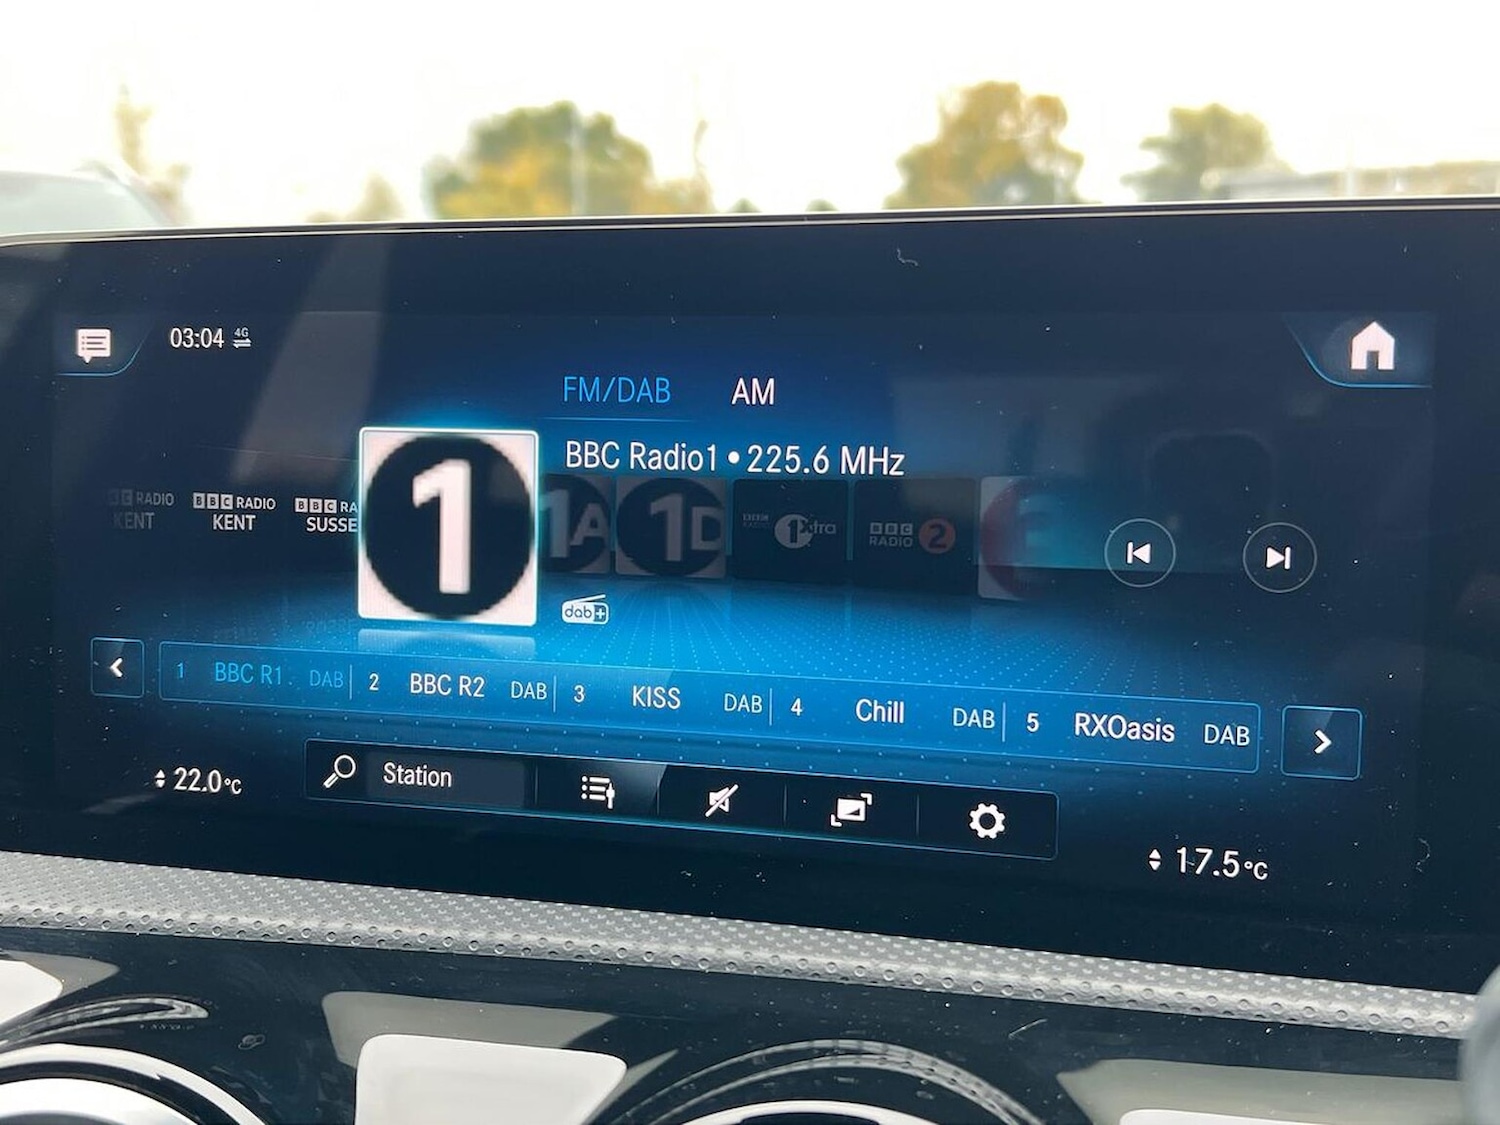 03:04 4G
FM/DAB AM
BBC Radio1 • 225.6 MHz
RADIO KENT
BBC RADIO KENT
BBC RA SUSSE
1
1A
1D
1Xtra
BBC RADIO 2
dab+
1 BBC R1 DAB 2 BBC R2 DAB 3 KISS DAB 4 Chill DAB 5 RXOasis DAB
22.0°C
Station
17.5°C